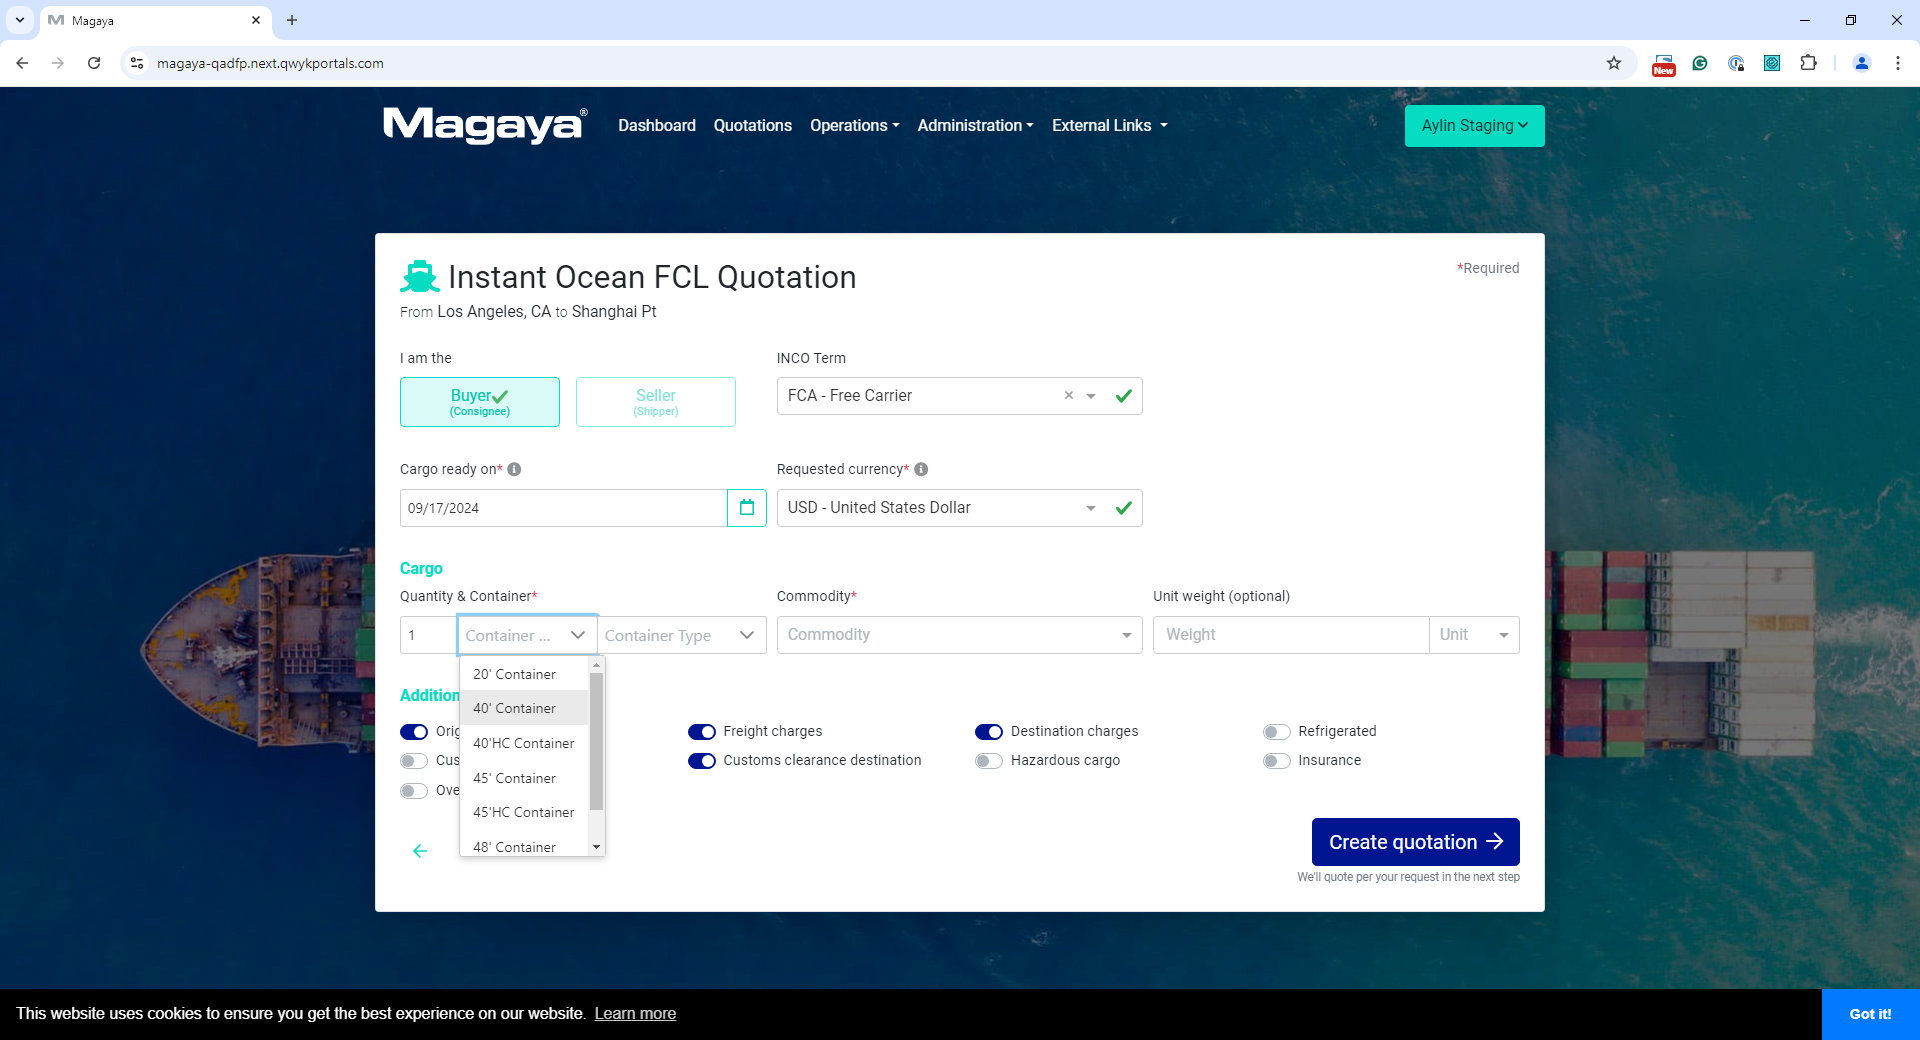 Magaya
magaya-qadfp.next.qwykportals.com
New
Magaya®
Dashboard
Quotations
Operations
Administration
External Links
Aylin Staging
Instant Ocean FCL Quotation
*Required
From Los Angeles, CA to Shanghai Pt
I am the
INCO Term
Buyer
(Consignee)
Seller
(Shipper)
FCA - Free Carrier
Cargo ready on*
Requested currency*
09/17/2024
USD - United States Dollar
Cargo
Quantity & Container*
Commodity*
Unit weight (optional)
1
Container ...
Container Type
Commodity
Weight
Unit
20' Container
40' Container
40'HC Container
45' Container
45'HC Container
48' Container
Addition
Orig
Freight charges
Destination charges
Refrigerated
Cus
Customs clearance destination
Hazardous cargo
Insurance
Ove
Create quotation
We'll quote per your request in the next step
This website uses cookies to ensure you get the best experience on our website. Learn more
Got it!